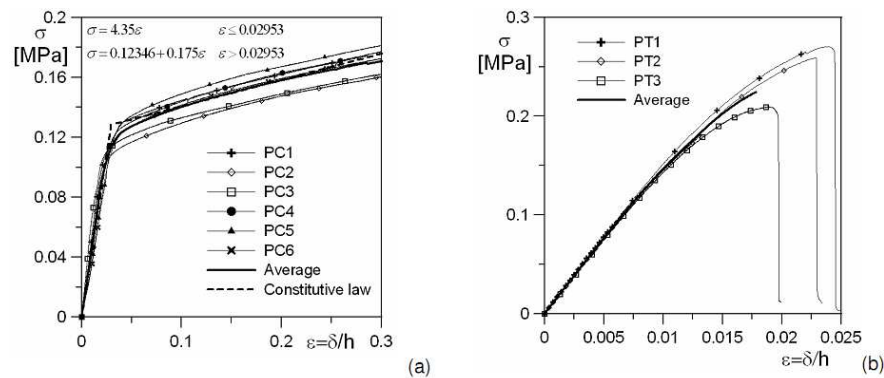 0.2
σ
[MPa]
0.16
0.12
0.08
0.04
0
σ=4.35ε ε≤0.02953
σ=0.12346+0.175ε ε>0.02953
PC1
PC2
PC3
PC4
PC5
PC6
Average
Constitutive law
0 0.1 0.2 0.3
ε=δ/h
(a)
0.3
σ
[MPa]
0.2
0.1
0
PT1
PT2
PT3
Average
0 0.005 0.01 0.015 0.02 0.025
ε=δ/h
(b)